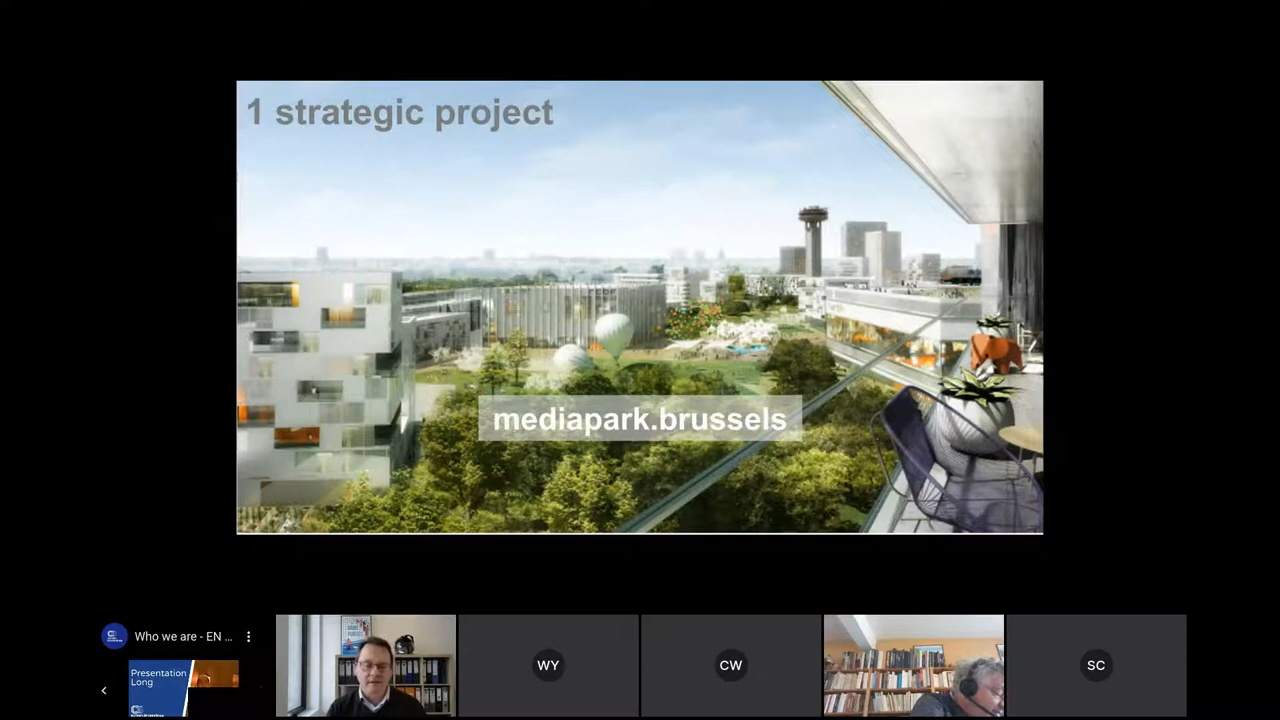 1 strategic project
mediapark.brussels
Who we are - EN ...
Presentation
Long
WY
CW
SC